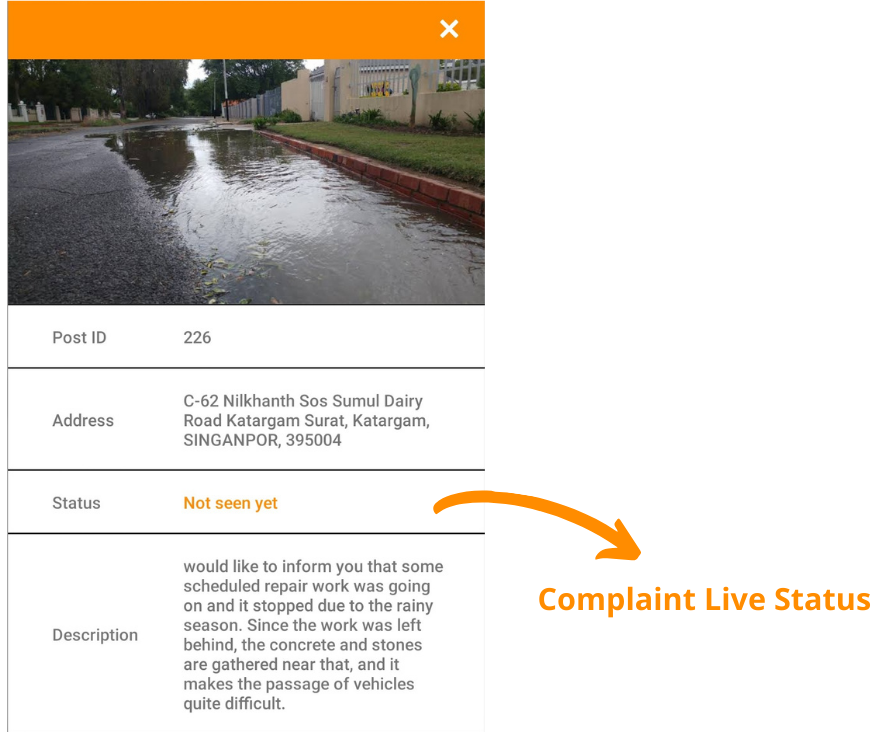 Post ID 226
C-62 Nilkhanth Sos Sumul Dairy
Address Road Katargam Surat, Katargam,
SINGANPOR, 395004
Status Not seen yet
would like to inform you that some
scheduled repair work was going
on and it stopped due to the rainy
season. Since the work was left
Description behind, the concrete and stones
are gathered near that, and it
makes the passage of vehicles
quite difficult.
Complaint Live Status